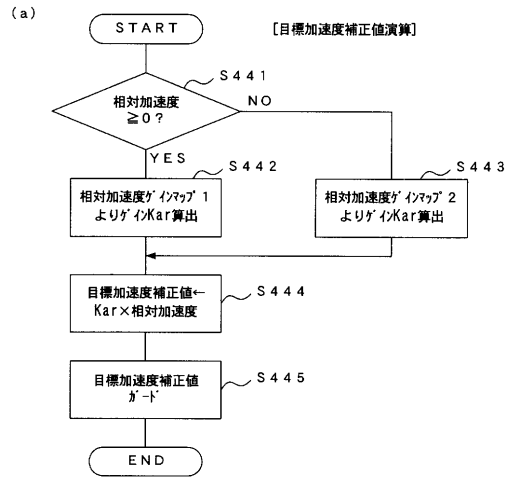 (a)
START
[目標加速度補正値演算]
S441
相対加速度
≧0?
NO
YES
S442
相対加速度ｹﾞｲﾝﾏｯﾌﾟ1
よりｹﾞｲﾝKar算出
S443
相対加速度ｹﾞｲﾝﾏｯﾌﾟ2
よりｹﾞｲﾝKar算出
目標加速度補正値←
Kar×相対加速度
S444
目標加速度補正値
ｶﾞｰﾄﾞ
S445
END